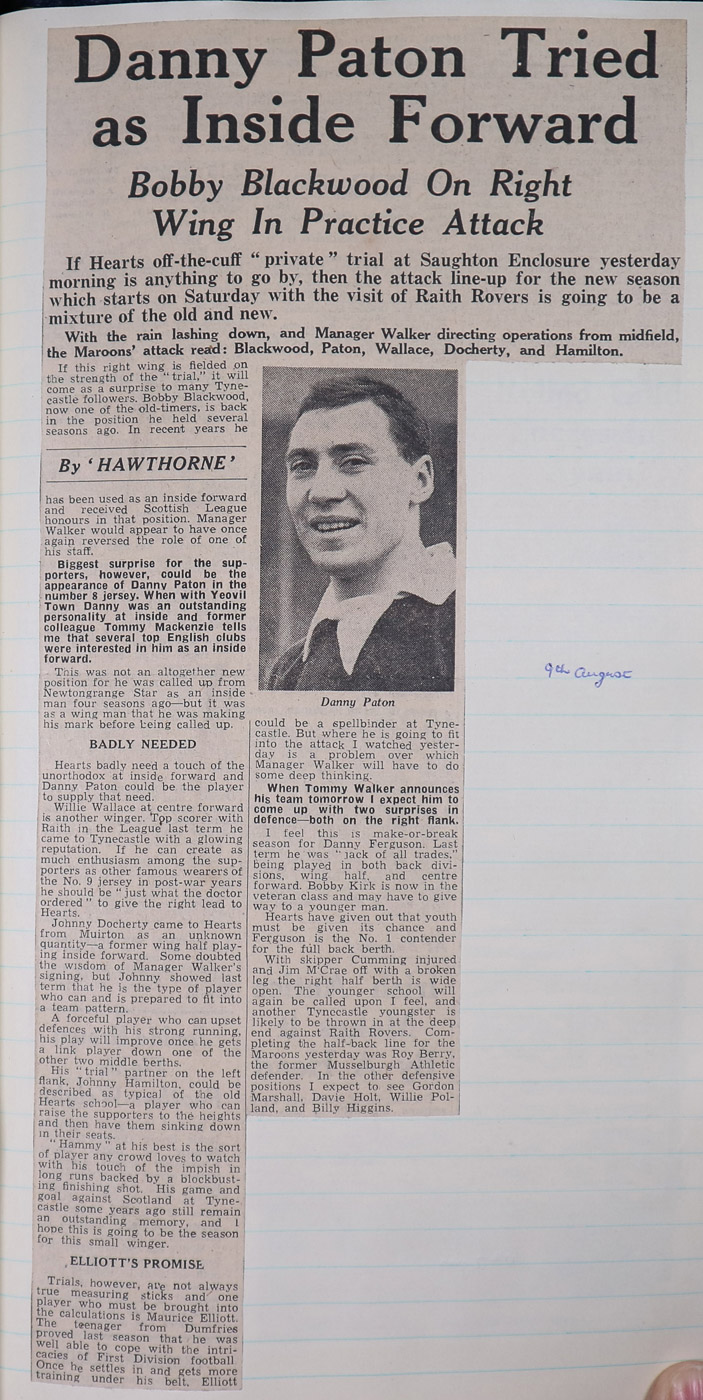 Danny Paton Tried
as Inside Forward
Bobby Blackwood On Right
Wing In Practice Attack
If Hearts off-the-cuff "private" trial at Saughton Enclosure yesterday
morning is anything to go by, then the attack line-up for the new season
which starts on Saturday with the visit of Raith Rovers is going to be a
mixture of the old and new.
With the rain lashing down, and Manager Walker directing operations from midfield,
the Maroons' attack read: Blackwood, Paton, Wallace, Docherty, and Hamilton.
If this right wing is fielded on
the strength of the "trial," it will
come as a surprise to many Tyne-
castle followers. Bobby Blackwood,
now one of the old-timers, is back
in the position he held several
seasons ago. In recent years he
By 'HAWTHORNE'
has been used as an inside forward
and received Scottish League
honours in that position. Manager
Walker would appear to have once
again reversed the role of one of
his staff.
Biggest surprise for the sup-
porters, however, could be the
appearance of Danny Paton in the
number 8 jersey. When with Yeovil
Town Danny was an outstanding
personality at inside and former
colleague Tommy Mackenzie tells
me that several top English clubs
were interested in him as an inside
forward.
This was not an altogether new
position for he was called up from
Newtongrange Star as an inside
man four seasons ago—but it was
as a wing man that he was making
his mark before being called up.
BADLY NEEDED
Hearts badly need a touch of the
unorthodox at inside forward and
Danny Paton could be the player
to supply that need.
Willie Wallace at centre forward
is another winger. Top scorer with
Raith in the League last term he
came to Tynecastle with a glowing
reputation. If he can create as
much enthusiasm among the sup-
porters as other famous wearers of
the No. 9 jersey in post-war years
he should be "just what the doctor
ordered" to give the right lead to
Hearts.
Johnny Docherty came to Hearts
from Muirton as an unknown
quantity—a former wing half play-
ing inside forward. Some doubted
the wisdom of Manager Walker's
signing, but Johnny showed last
term that he is the type of player
who can and is prepared to fit into
a team pattern.
A forceful player who can upset
defences with his strong running,
his play will improve once he gets
a link player down one of the
other two middle berths.
His "trial" partner on the left
flank, Johnny Hamilton, could be
described as typical of the old
Hearts school—a player who can
raise the supporters to the heights
and then have them sinking down
in their seats.
"Hammy" at his best is the sort
of player any crowd loves to watch
with his touch of the impish in
long runs backed by a blockbust-
ing finishing shot. His game and
goal against Scotland at Tyne-
castle some years ago still remain
an outstanding memory, and I
hope this is going to be the season
for this small winger.
ELLIOTT'S PROMISE
Trials, however, are not always
true measuring sticks and one
player who must be brought into
the calculations is Maurice Elliott.
The teenager from Dumfries
proved last season that he was
well able to cope with the intri-
cacies of First Division football.
Once he settles in and gets more
training under his belt, Elliott
Danny Paton
could be a spellbinder at Tyne-
castle. But where he is going to fit
into the attack I watched yester-
day is a problem over which
Manager Walker will have to do
some deep thinking.
When Tommy Walker announces
his team tomorrow I expect him to
come up with two surprises in
defence—both on the right flank.
I feel this is make-or-break
season for Danny Ferguson. Last
term he was "jack of all trades,"
being played in both back divi-
sions, wing half, and centre
forward. Bobby Kirk is now in the
veteran class and may have to give
way to a younger man.
Hearts have given out that youth
must be given its chance and
Ferguson is the No. 1 contender
for the full back berth.
With skipper Cumming injured
and Jim M'Crae off with a broken
leg the right half berth is wide
open. The younger school will
again be called upon I feel, and
another Tynecastle youngster is
likely to be thrown in at the deep
end against Raith Rovers. Com-
pleting the half-back line for the
Maroons yesterday was Roy Berry,
the former Musselburgh Athletic
defender. In the other defensive
positions I expect to see Gordon
Marshall, Davie Holt, Willie Pol-
land, and Billy Higgins.
9th August